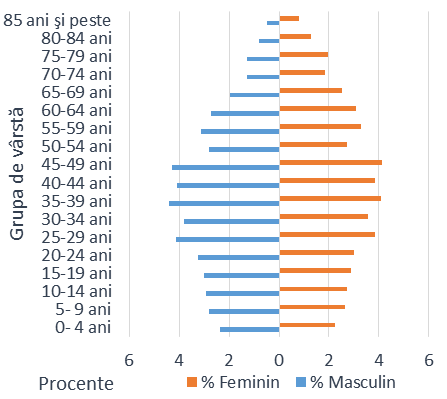 Grupa de vârstă
85 ani şi peste
80-84 ani
75-79 ani
70-74 ani
65-69 ani
60-64 ani
55-59 ani
50-54 ani
45-49 ani
40-44 ani
35-39 ani
30-34 ani
25-29 ani
20-24 ani
15-19 ani
10-14 ani
5- 9 ani
0- 4 ani
6 4 2 0 2 4 6
Procente % Feminin % Masculin